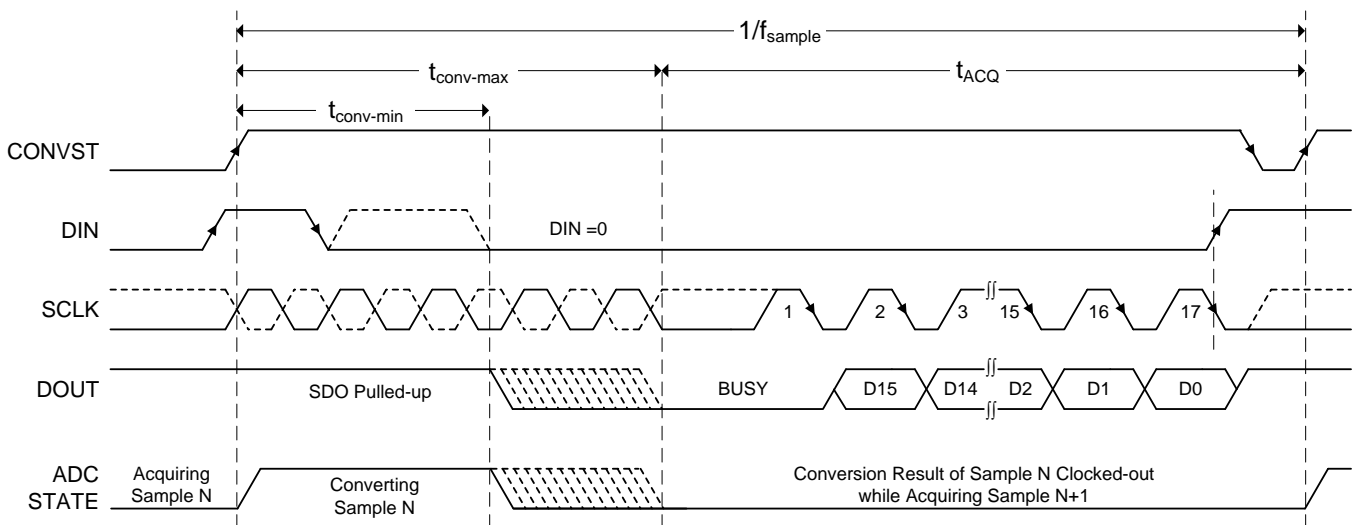 1/fsample
tconv-max
tACQ
tconv-min
CONVST
DIN
DIN =0
SCLK
1 2 3 ∫∫ 15 16 17
DOUT
SDO Pulled-up
BUSY
D15 D14 ∫∫ D2 D1 D0
∫∫
ADC
STATE
Acquiring
Sample N
Converting
Sample N
Conversion Result of Sample N Clocked-out
while Acquiring Sample N+1